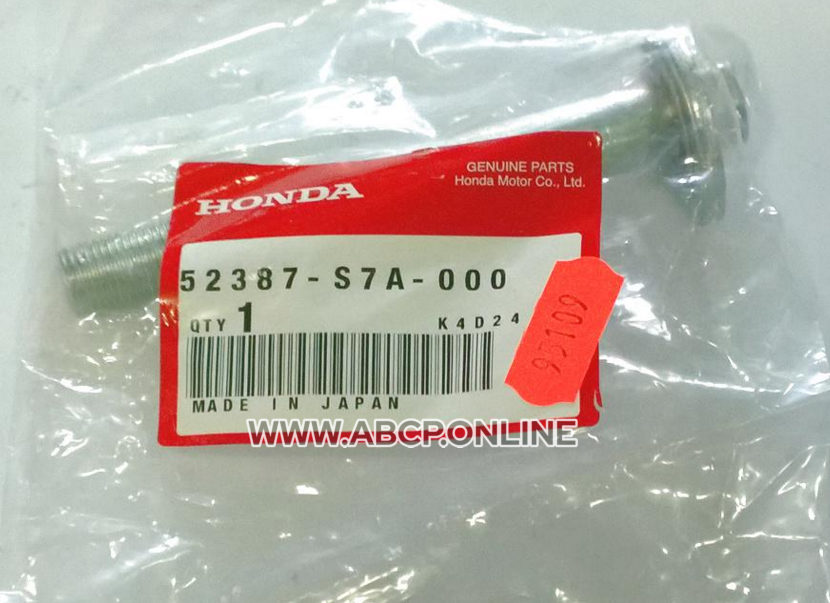 HONDA
GENUINE PARTS
Honda Motor Co., Ltd.
52387-S7A-000
QTY 1
K4D24
MADE IN JAPAN
WWW.ABCP.ONLINE